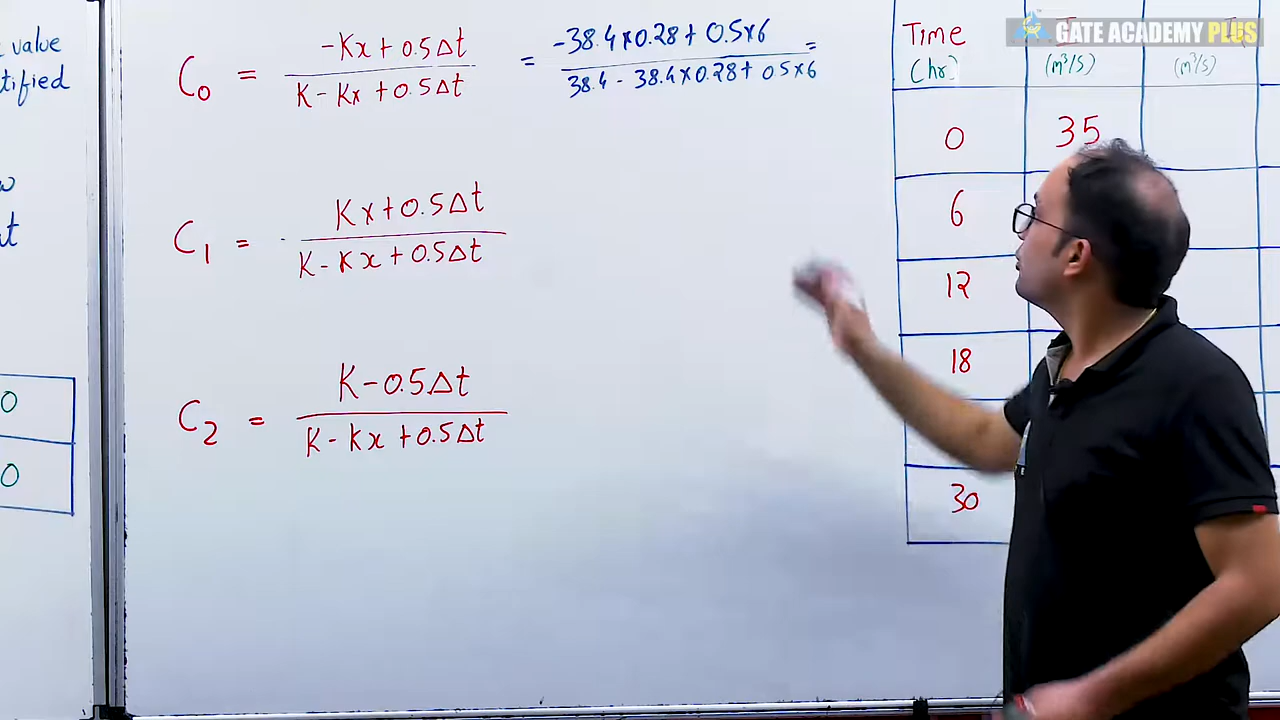 value
tified
C₀ = -Kx + 0.5Δt / K - Kx + 0.5Δt = -38.4×0.28 + 0.5×6 / 38.4 - 38.4×0.28 + 0.5×6 =
C₁ = Kx + 0.5Δt / K - Kx + 0.5Δt
C₂ = K - 0.5Δt / K - Kx + 0.5Δt
0
0
GATE ACADEMY PLUS
Time I
(hr) (m³/s) (m³/s)
0 35
6
12
18
30